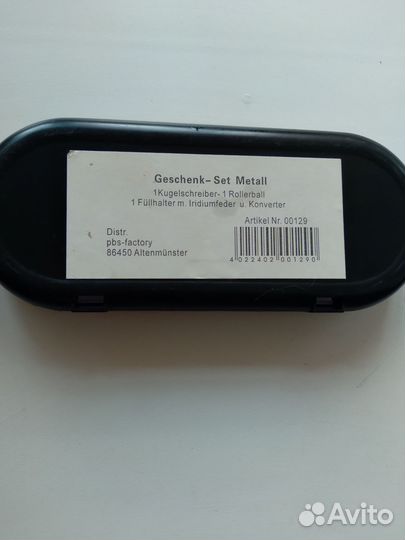 Geschenk- Set Metall
1Kugelschreiber- 1 Rollerball
1 Füllhalter m. Iridiumfeder u. Konverter
Artikel Nr. 00129
Distr.
pbs-factory
86450 Altenmünster
4 022402 001290
Avito